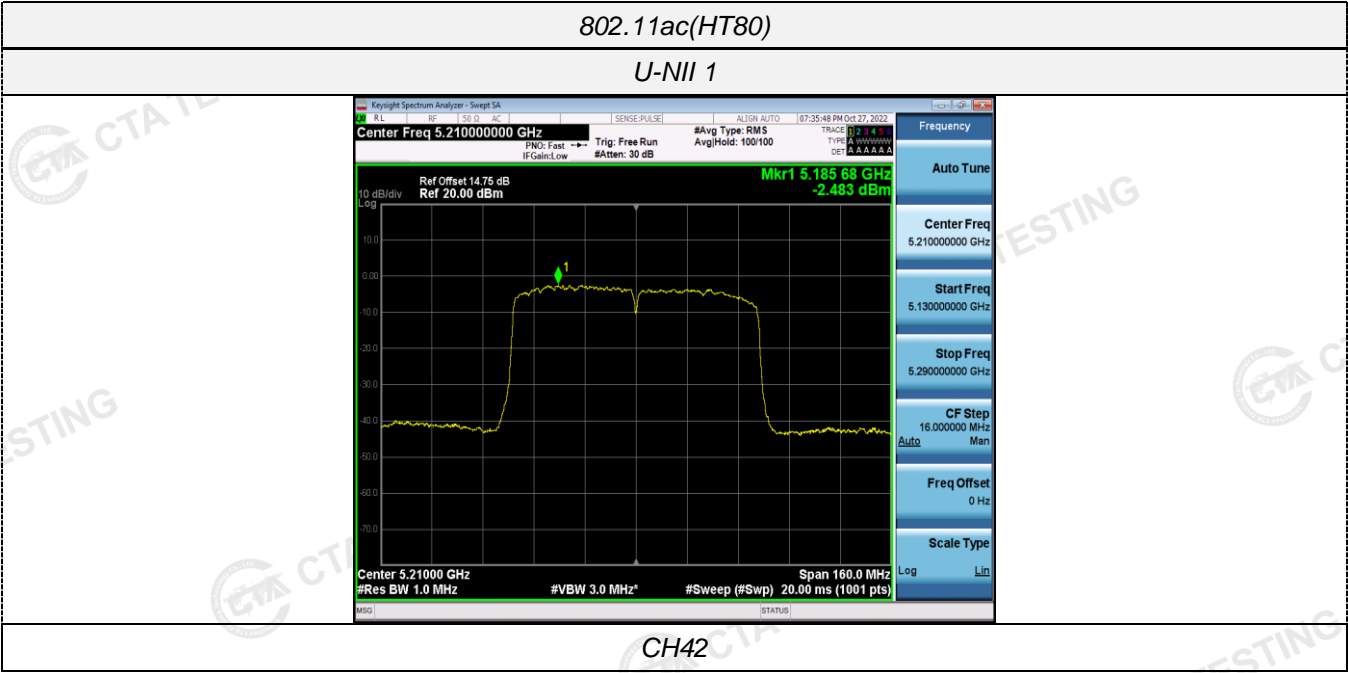 802.11ac(HT80)
U-NII 1
Keysight Spectrum Analyzer - Swept SA
RL RF 50 Ω AC SENSE:PULSE ALIGN AUTO 07:35:48 PM Oct 27, 2022
Center Freq 5.210000000 GHz
PNO: Fast
IFGain:Low
Trig: Free Run
#Atten: 30 dB
#Avg Type: RMS
Avg|Hold: 100/100
TRACE 1 2 3 4 5 6
TYPE A WWWWW
DET A A A A A A
Frequency
Auto Tune
Center Freq
5.210000000 GHz
Start Freq
5.130000000 GHz
Stop Freq
5.290000000 GHz
CF Step
16.000000 MHz
Auto Man
Freq Offset
0 Hz
Scale Type
Log Lin
Mkr1 5.185 68 GHz
-2.483 dBm
Ref Offset 14.75 dB
10 dB/div Ref 20.00 dBm
Log
10.0
0.00
-10.0
-20.0
-30.0
-40.0
-50.0
-60.0
-70.0
1
Center 5.21000 GHz Span 160.0 MHz
#Res BW 1.0 MHz #VBW 3.0 MHz* #Sweep (#Swp) 20.00 ms (1001 pts)
MSG STATUS
CH42
CTA TE
TESTING
ESTING
CTA CTA
CTA C
CTA
TESTING